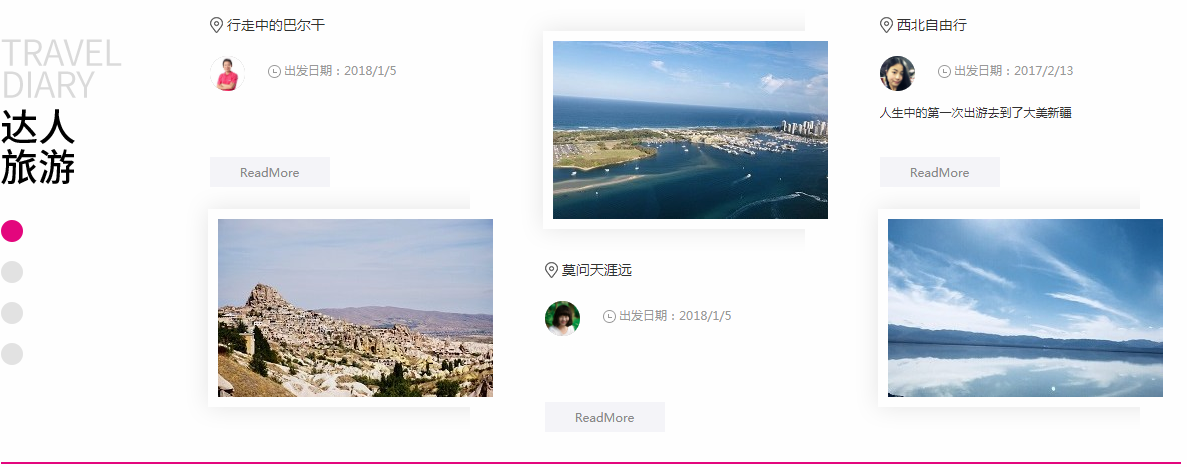 TRAVEL
DIARY
达人
旅游
行走中的巴尔干
出发日期：2018/1/5
ReadMore
莫问天涯远
出发日期：2018/1/5
ReadMore
西北自由行
出发日期：2017/2/13
人生中的第一次出游去到了大美新疆
ReadMore